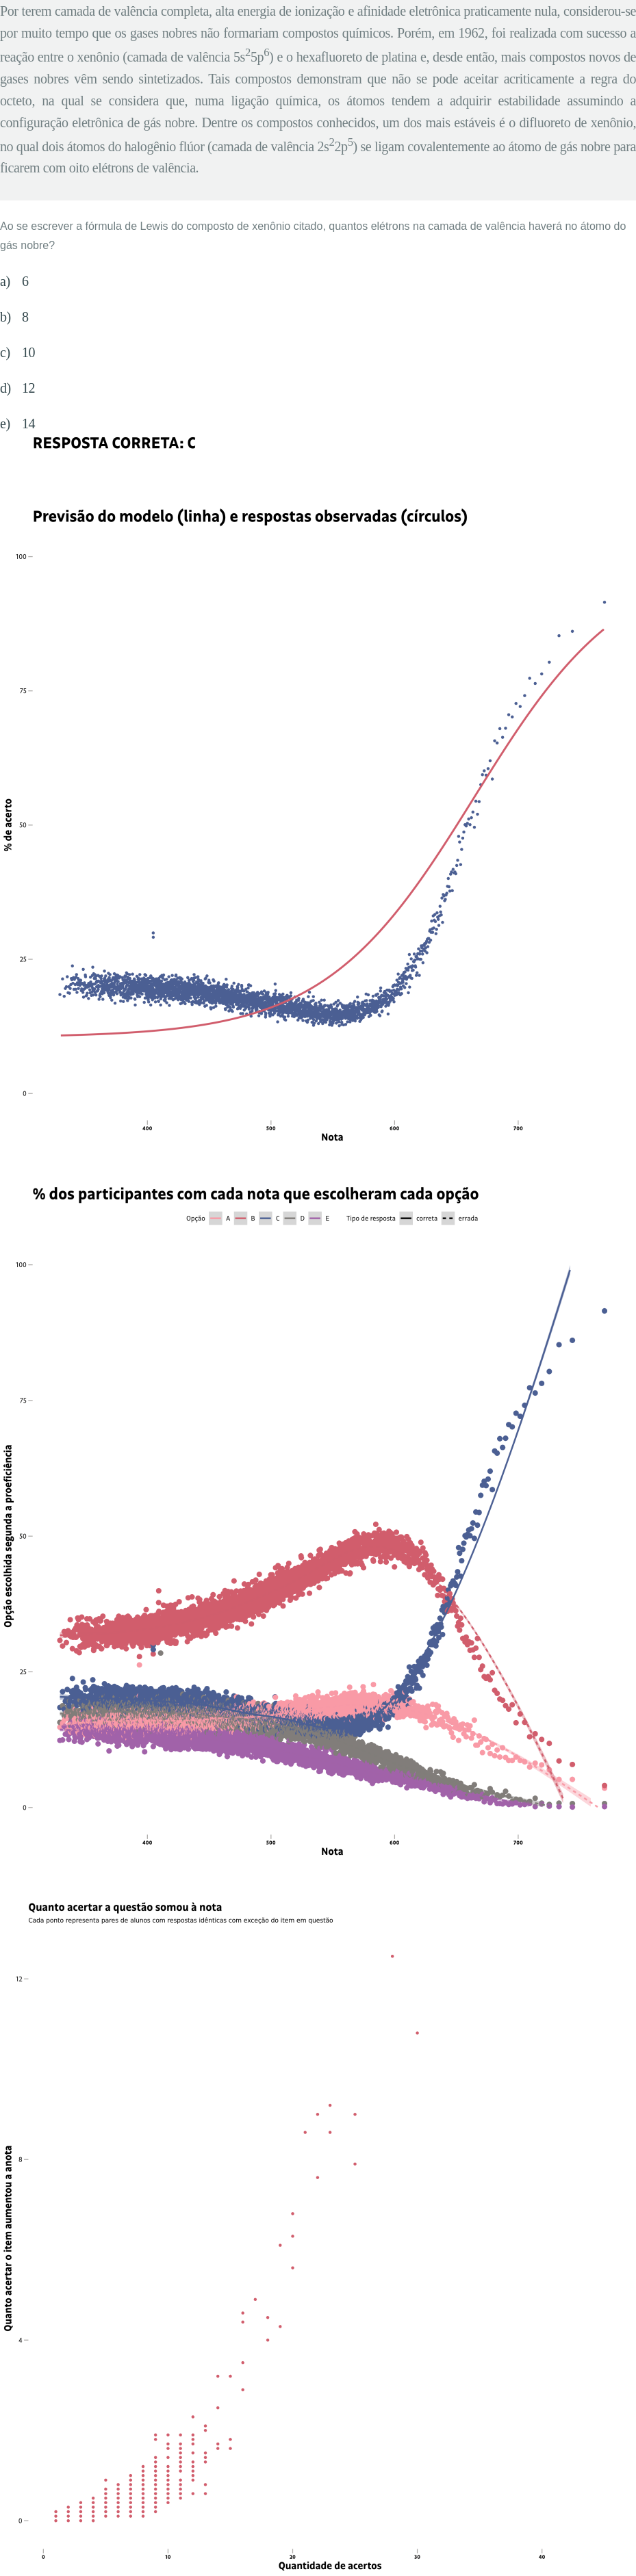 Por terem camada de valência completa, alta energia de ionização e afinidade eletrônica praticamente nula, considerou-se
por muito tempo que os gases nobres não formariam compostos químicos. Porém, em 1962, foi realizada com sucesso a
reação entre o xenônio (camada de valência 5s²5p⁶) e o hexafluoreto de platina e, desde então, mais compostos novos de
gases nobres vêm sendo sintetizados. Tais compostos demonstram que não se pode aceitar acriticamente a regra do
octeto, na qual se considera que, numa ligação química, os átomos tendem a adquirir estabilidade assumindo a
configuração eletrônica de gás nobre. Dentre os compostos conhecidos, um dos mais estáveis é o difluoreto de xenônio,
no qual dois átomos do halogênio flúor (camada de valência 2s²2p⁵) se ligam covalentemente ao átomo de gás nobre para
ficarem com oito elétrons de valência.
Ao se escrever a fórmula de Lewis do composto de xenônio citado, quantos elétrons na camada de valência haverá no átomo do
gás nobre?
a) 6
b) 8
c) 10
d) 12
e) 14
RESPOSTA CORRETA: C
Previsão do modelo (linha) e respostas observadas (círculos)
100
75
50
25
0
% de acerto
400 500 600 700
Nota
% dos participantes com cada nota que escolheram cada opção
Opção A B C D E Tipo de resposta correta errada
100
75
50
25
0
Opção escolhida segunda a proeficiência
400 500 600 700
Nota
Quanto acertar a questão somou à nota
Cada ponto representa pares de alunos com respostas idênticas com exceção do item em questão
12
8
4
0
Quanto acertar o item aumentou a anota
0 10 20 30 40
Quantidade de acertos